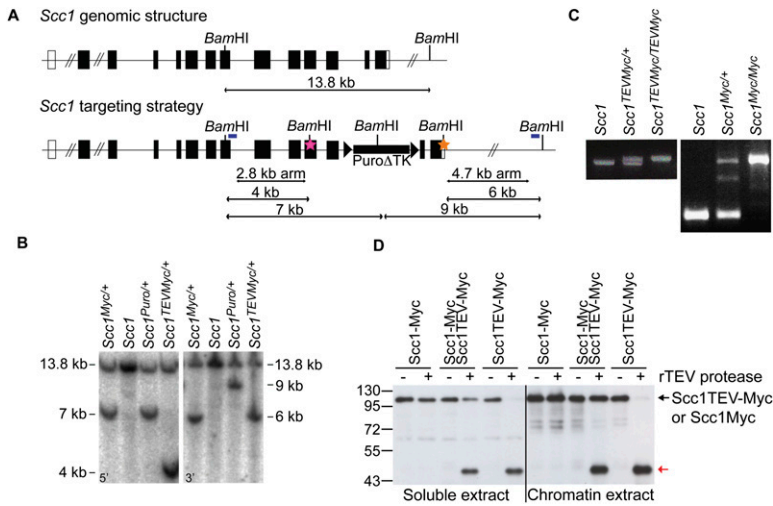 A
Scc1 genomic structure
BamHI BamHI
13.8 kb
Scc1 targeting strategy
BamHI BamHI BamHI BamHI BamHI
PuroΔTK
2.8 kb arm 4.7 kb arm
4 kb 6 kb
7 kb 9 kb
B
Scc1Myc/+ Scc1 Scc1Puro/+ Scc1TEVMyc/+ Scc1Myc/+ Scc1 Scc1Puro/+ Scc1TEVMyc/+
13.8 kb- -13.8 kb
-9 kb
7 kb- -6 kb
4 kb-
5' 3'
C
Scc1 Scc1TEVMyc/+ Scc1TEVMyc/TEVMyc
Scc1 Scc1Myc/+ Scc1Myc/Myc
D
Scc1-Myc Scc1-Myc Scc1TEV-Myc Scc1TEV-Myc Scc1-Myc Scc1-Myc Scc1TEV-Myc Scc1TEV-Myc
- + - + - + - + - + - + rTEV protease
130
95 Scc1TEV-Myc
or Scc1Myc
72
55
43
Soluble extract Chromatin extract